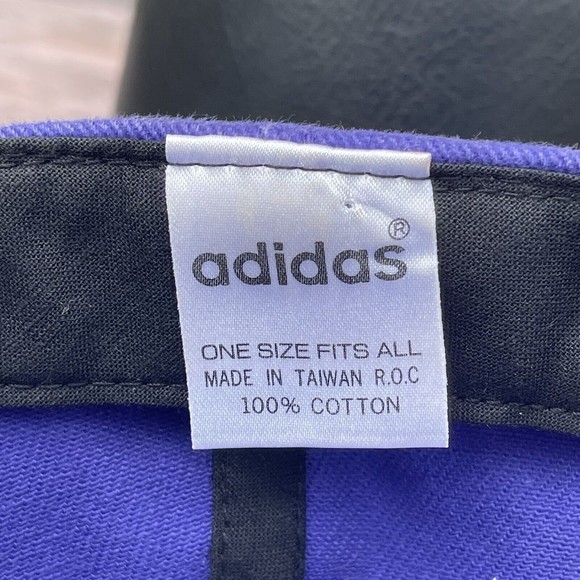 adidas®
ONE SIZE FITS ALL
MADE IN TAIWAN R.O.C
100% COTTON